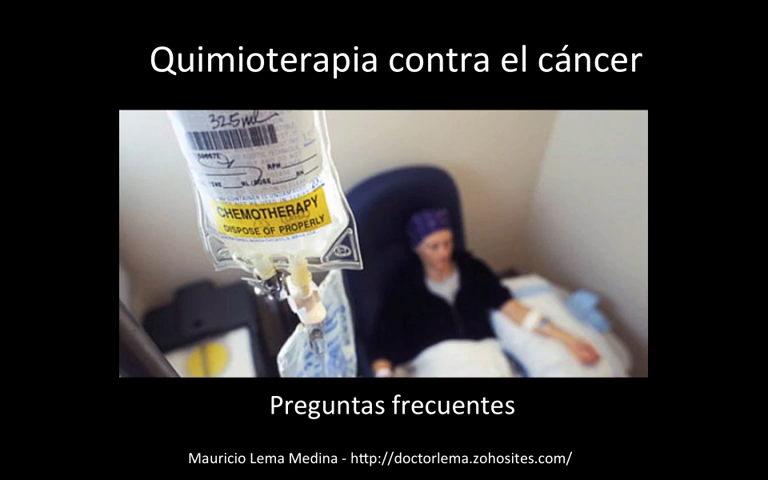 Quimioterapia contra el cáncer
325ml
CHEMOTHERAPY
DISPOSE OF PROPERLY
Preguntas frecuentes
Mauricio Lema Medina - http://doctorlema.zohosites.com/